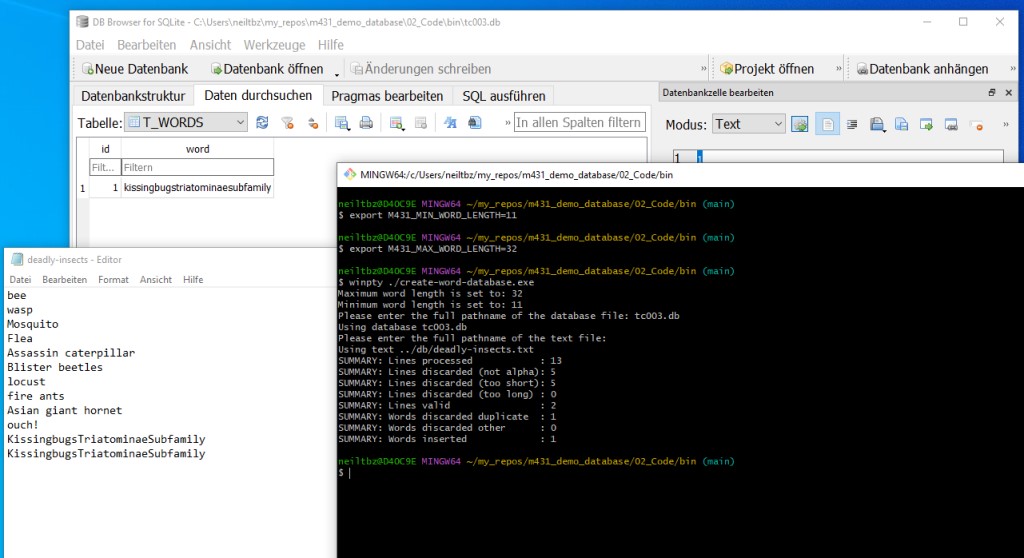 DB Browser for SQLite - C:\Users\neiltbz\my_repos\m431_demo_database\02_Code\bin\tc003.db
Datei Bearbeiten Ansicht Werkzeuge Hilfe
Neue Datenbank Datenbank öffnen Änderungen schreiben » Projekt öffnen » Datenbank anhängen »
Datenbankstruktur Daten durchsuchen Pragmas bearbeiten SQL ausführen
Datenbankzelle bearbeiten
Tabelle: T_WORDS » In allen Spalten filtern
Modus: Text »
id word
Filt... Filtern
1 1 kissingbugstriatominaesubfamily
1 1
MINGW64:/c/Users/neiltbz/my_repos/m431_demo_database/02_Code/bin
neiltbz@D40C9E MINGW64 ~/my_repos/m431_demo_database/02_Code/bin (main)
$ export M431_MIN_WORD_LENGTH=11
neiltbz@D40C9E MINGW64 ~/my_repos/m431_demo_database/02_Code/bin (main)
$ export M431_MAX_WORD_LENGTH=32
neiltbz@D40C9E MINGW64 ~/my_repos/m431_demo_database/02_Code/bin (main)
$ winpty ./create-word-database.exe
Maximum word length is set to: 32
Minimum word length is set to: 11
Please enter the full pathname of the database file: tc003.db
Using database tc003.db
Please enter the full pathname of the text file:
Using text ../db/deadly-insects.txt
SUMMARY: Lines processed : 13
SUMMARY: Lines discarded (not alpha): 5
SUMMARY: Lines discarded (too short): 5
SUMMARY: Lines discarded (too long) : 0
SUMMARY: Lines valid : 2
SUMMARY: Words discarded duplicate : 1
SUMMARY: Words discarded other : 0
SUMMARY: Words inserted : 1
neiltbz@D40C9E MINGW64 ~/my_repos/m431_demo_database/02_Code/bin (main)
$
deadly-insects - Editor
Datei Bearbeiten Format Ansicht Hilfe
bee
wasp
Mosquito
Flea
Assassin caterpillar
Blister beetles
locust
fire ants
Asian giant hornet
ouch!
KissingbugsTriatominaeSubfamily
KissingbugsTriatominaeSubfamily